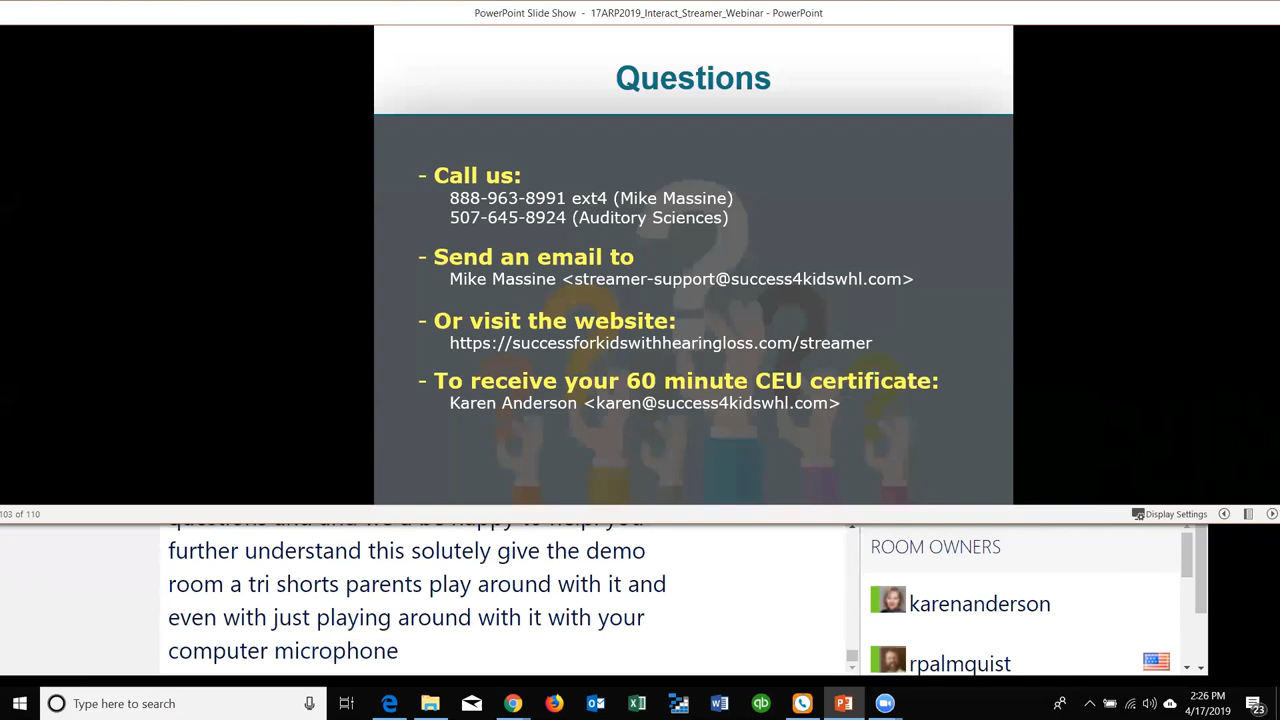 PowerPoint Slide Show - 17ARP2019_Interact_Streamer_Webinar - PowerPoint
Questions
- Call us:
888-963-8991 ext4 (Mike Massine)
507-645-8924 (Auditory Sciences)
- Send an email to
Mike Massine <streamer-support@success4kidswhl.com>
- Or visit the website:
https://successforkidswithhearingloss.com/streamer
- To receive your 60 minute CEU certificate:
Karen Anderson <karen@success4kidswhl.com>
103 of 110
Display Settings
further understand this solutely give the demo
room a tri shorts parents play around with it and
even with just playing around with it with your
computer microphone
ROOM OWNERS
karenanderson
rpalmquist
Type here to search
2:26 PM
4/17/2019
23